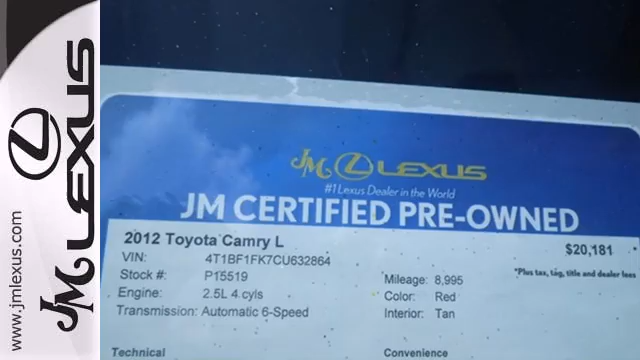 www.jmlexus.com
JM LEXUS
JM LEXUS
#1 Lexus Dealer in the World
JM CERTIFIED PRE-OWNED
2012 Toyota Camry L
$20,181
VIN: 4T1BF1FK7CU632864
*Plus tax, tag, title and dealer fees
Stock #: P15519
Mileage: 8,995
Engine: 2.5L 4 cyls
Color: Red
Transmission: Automatic 6-Speed
Interior: Tan
Technical
Convenience